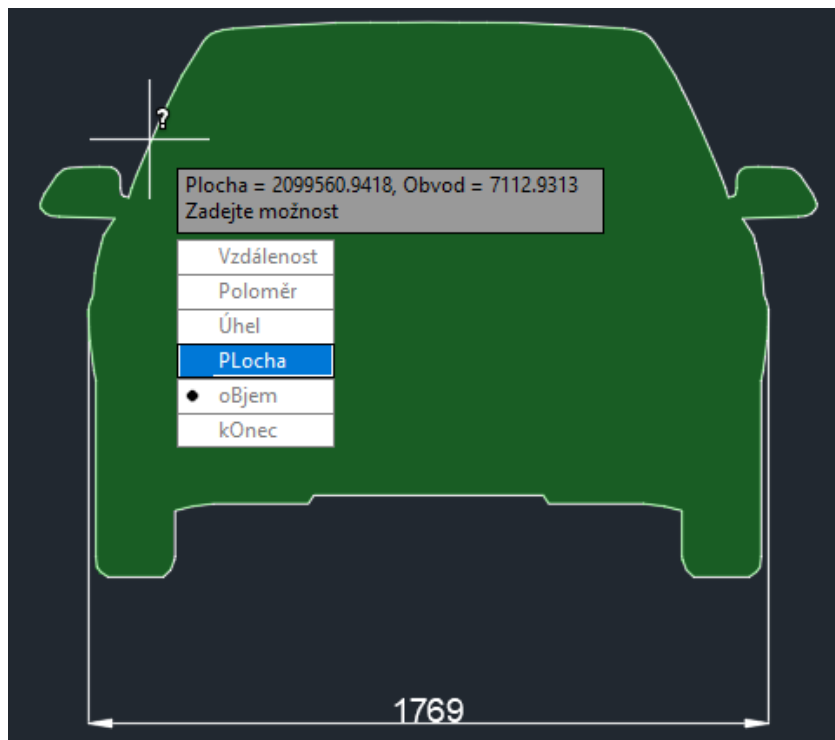 ?
Plocha = 2099560.9418, Obvod = 7112.9313
Zadejte možnost
Vzdálenost
Poloměr
Úhel
PLocha
oBjem
kOnec
1769